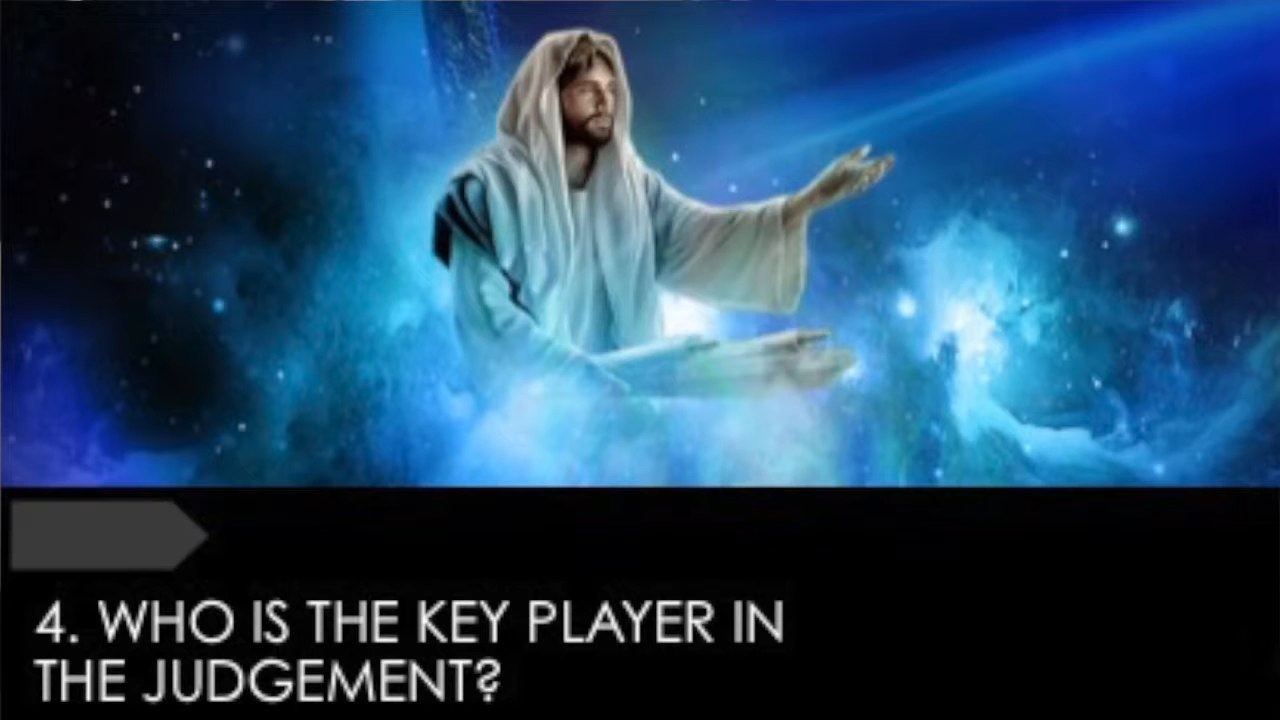 4. WHO IS THE KEY PLAYER IN
THE JUDGEMENT?